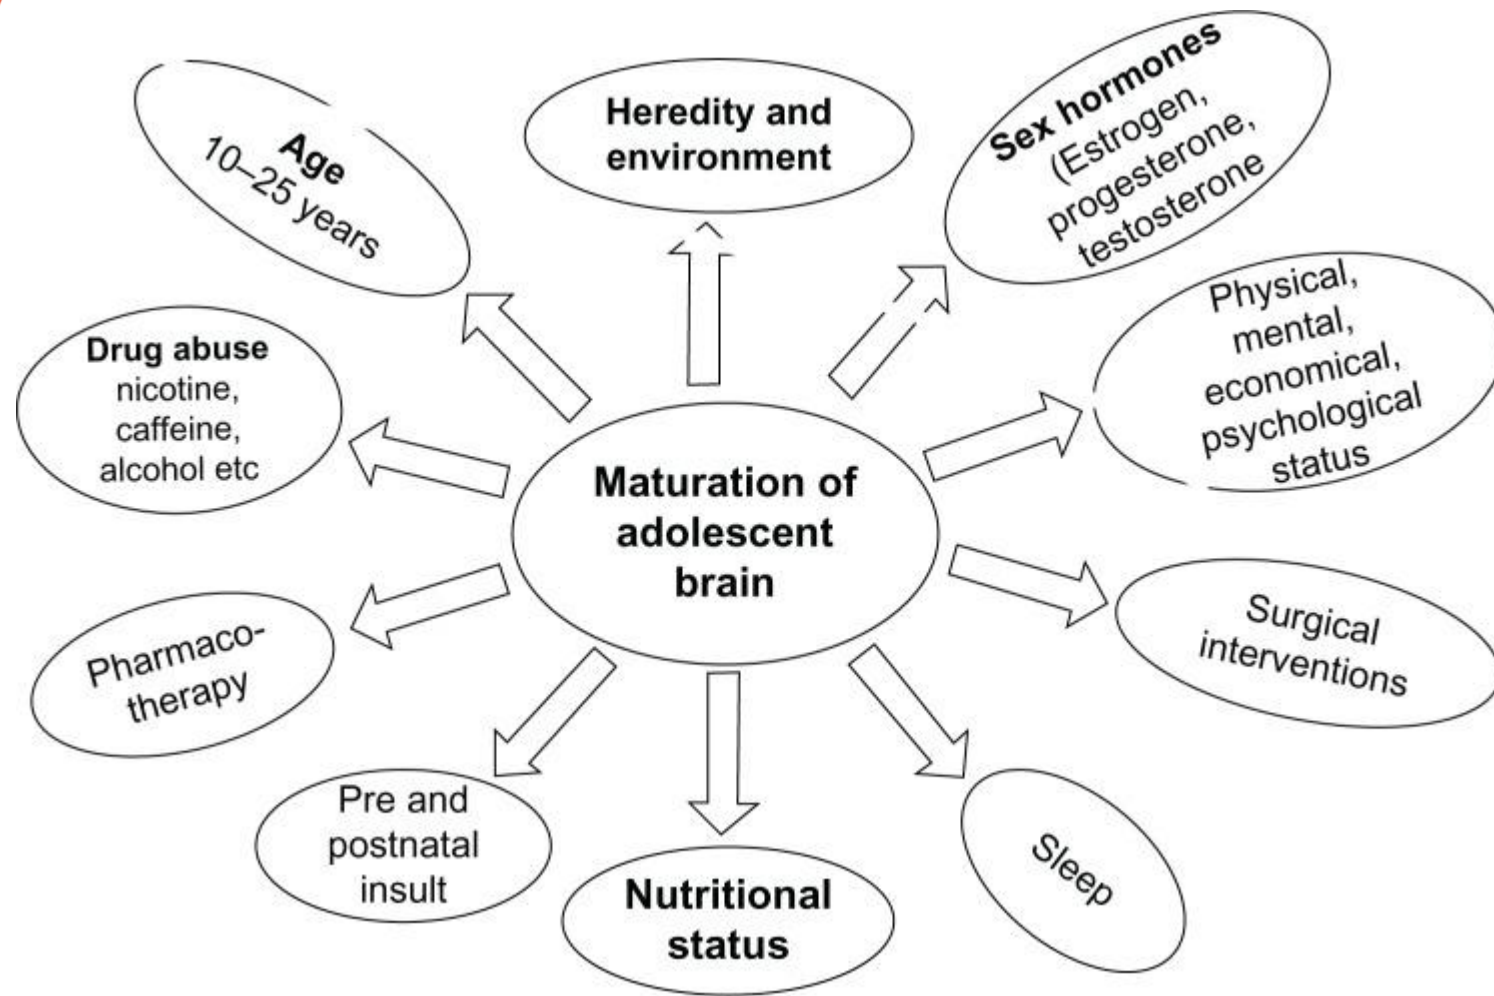 Heredity and
environment
Sex hormones
(Estrogen,
progesterone,
testosterone
Age
10–25 years
Physical,
mental,
economical,
psychological
status
Drug abuse
nicotine,
caffeine,
alcohol etc
Maturation of
adolescent
brain
Surgical
interventions
Pharmaco-
therapy
Pre and
postnatal
insult
Nutritional
status
Sleep